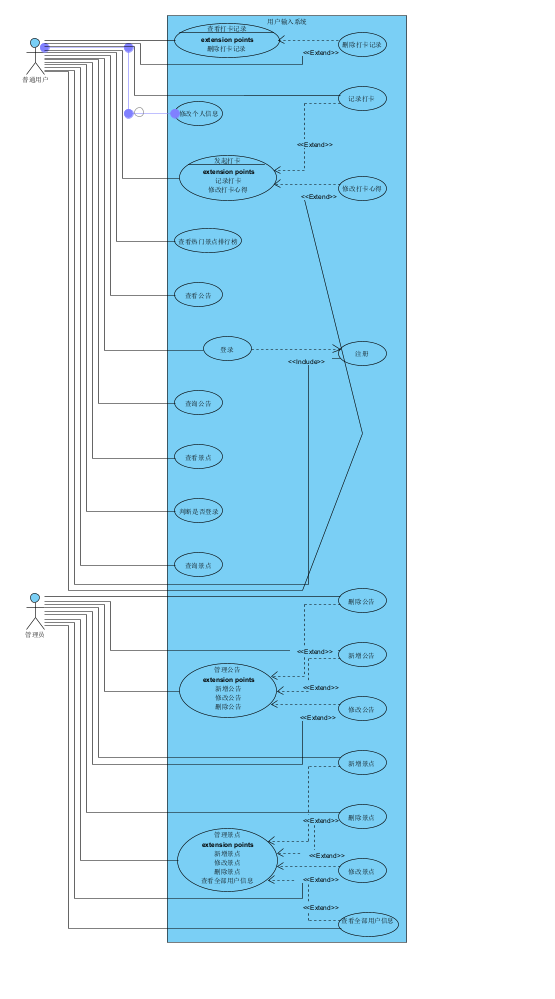 用户输入系统
查看打卡记录
extension points
删除打卡记录
删除打卡记录
<<Extend>>
普通用户
记录打卡
修改个人信息
<<Extend>>
发起打卡
extension points
记录打卡
修改打卡心得
修改打卡心得
<<Extend>>
查看热门景点排行榜
查看公告
登录
注册
<<Include>>
查询公告
查看景点
判断是否登录
查询景点
管理员
删除公告
<<Extend>>
新增公告
管理公告
extension points
新增公告
修改公告
删除公告
<<Extend>>
修改公告
<<Extend>>
新增景点
删除景点
<<Extend>>
管理景点
extension points
新增景点
修改景点
删除景点
查看全部用户信息
<<Extend>>
修改景点
<<Extend>>
<<Extend>>
查看全部用户信息